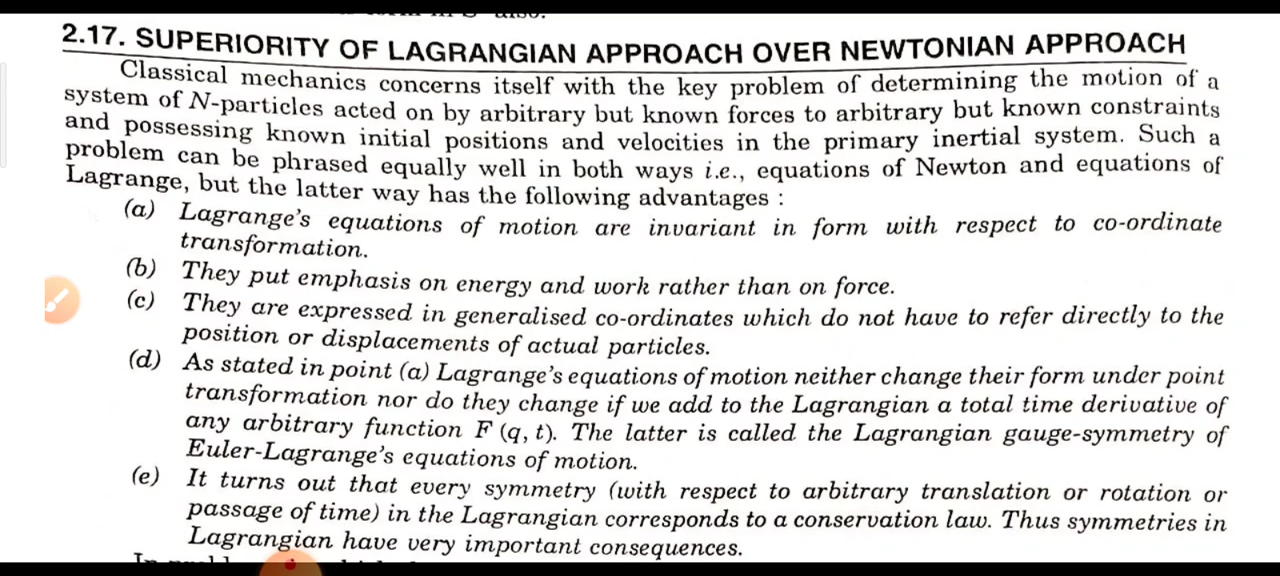 2.17. SUPERIORITY OF LAGRANGIAN APPROACH OVER NEWTONIAN APPROACH
Classical mechanics concerns itself with the key problem of determining the motion of a
system of N-particles acted on by arbitrary but known forces to arbitrary but known constraints
and possessing known initial positions and velocities in the primary inertial system. Such a
problem can be phrased equally well in both ways i.e., equations of Newton and equations of
Lagrange, but the latter way has the following advantages :
(a) Lagrange's equations of motion are invariant in form with respect to co-ordinate
transformation.
(b) They put emphasis on energy and work rather than on force.
(c) They are expressed in generalised co-ordinates which do not have to refer directly to the
position or displacements of actual particles.
(d) As stated in point (a) Lagrange's equations of motion neither change their form under point
transformation nor do they change if we add to the Lagrangian a total time derivative of
any arbitrary function F (q, t). The latter is called the Lagrangian gauge-symmetry of
Euler-Lagrange's equations of motion.
(e) It turns out that every symmetry (with respect to arbitrary translation or rotation or
passage of time) in the Lagrangian corresponds to a conservation law. Thus symmetries in
Lagrangian have very important consequences.